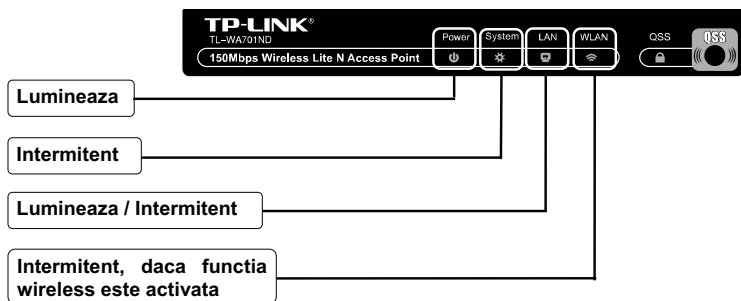 TP-LINK®
TL-WA701ND
Power System LAN WLAN QSS QSS
150Mbps Wireless Lite N Access Point
Lumineaza
Intermitent
Lumineaza / Intermitent
Intermitent, daca functia
wireless este activata